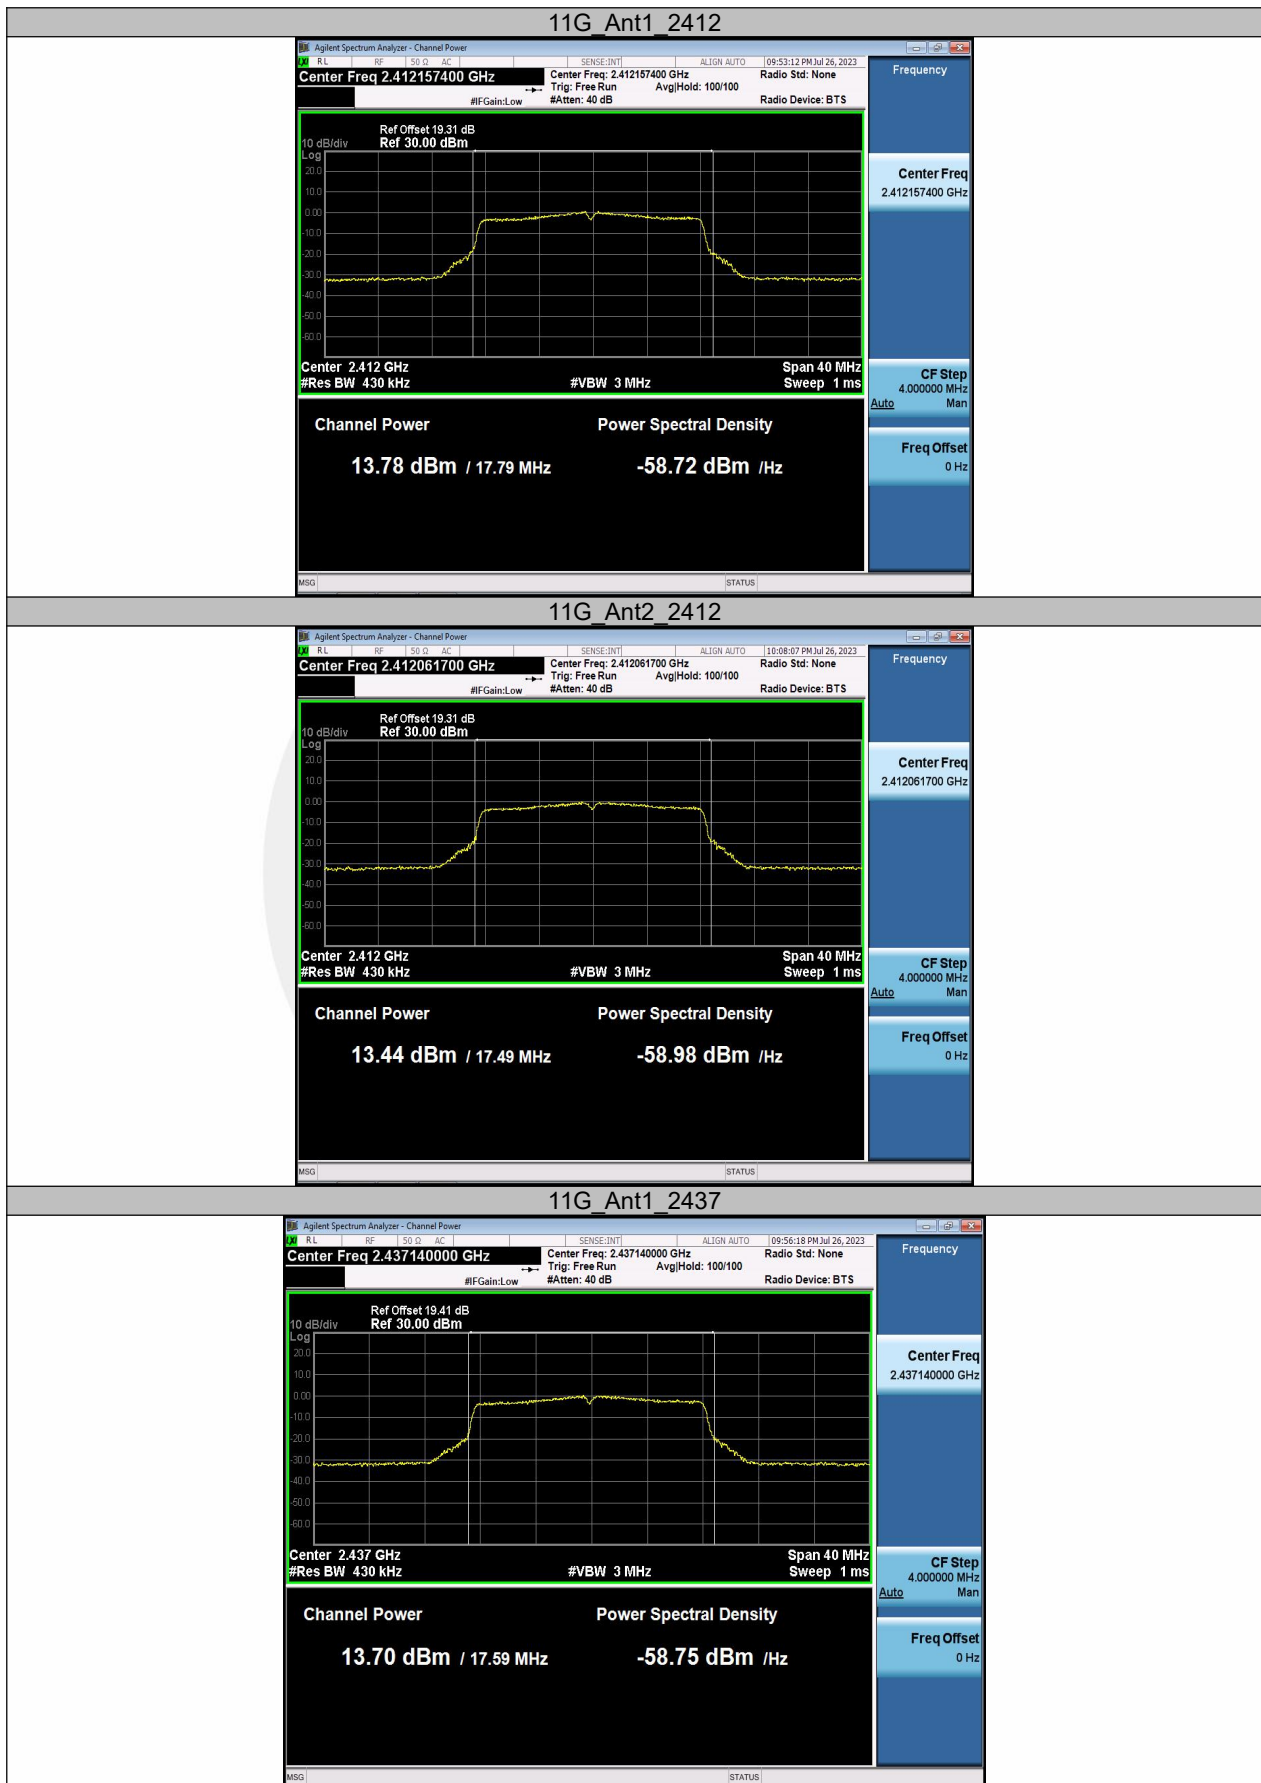 11G_Ant1_2412
Agilent Spectrum Analyzer - Channel Power
LXI RL RF 50 Ω AC SENSE:INT ALIGN AUTO 09:53:12 PM Jul 26, 2023
Center Freq 2.412157400 GHz
Center Freq: 2.412157400 GHz Radio Std: None
Trig: Free Run Avg|Hold: 100/100
#IFGain:Low #Atten: 40 dB Radio Device: BTS
Frequency
Ref Offset 19.31 dB
10 dB/div Ref 30.00 dBm
Log
20.0
10.0
0.00
-10.0
-20.0
-30.0
-40.0
-50.0
-60.0
Center 2.412 GHz Span 40 MHz
#Res BW 430 kHz #VBW 3 MHz Sweep 1 ms
Center Freq
2.412157400 GHz
CF Step
4.000000 MHz
Auto Man
Channel Power Power Spectral Density
13.78 dBm / 17.79 MHz -58.72 dBm /Hz
Freq Offset
0 Hz
MSG STATUS
11G_Ant2_2412
Agilent Spectrum Analyzer - Channel Power
LXI RL RF 50 Ω AC SENSE:INT ALIGN AUTO 10:08:07 PM Jul 26, 2023
Center Freq 2.412061700 GHz
Center Freq: 2.412061700 GHz Radio Std: None
Trig: Free Run Avg|Hold: 100/100
#IFGain:Low #Atten: 40 dB Radio Device: BTS
Frequency
Ref Offset 19.31 dB
10 dB/div Ref 30.00 dBm
Log
20.0
10.0
0.00
-10.0
-20.0
-30.0
-40.0
-50.0
-60.0
Center 2.412 GHz Span 40 MHz
#Res BW 430 kHz #VBW 3 MHz Sweep 1 ms
Center Freq
2.412061700 GHz
CF Step
4.000000 MHz
Auto Man
Channel Power Power Spectral Density
13.44 dBm / 17.49 MHz -58.98 dBm /Hz
Freq Offset
0 Hz
MSG STATUS
11G_Ant1_2437
Agilent Spectrum Analyzer - Channel Power
LXI RL RF 50 Ω AC SENSE:INT ALIGN AUTO 09:56:18 PM Jul 26, 2023
Center Freq 2.437140000 GHz
Center Freq: 2.437140000 GHz Radio Std: None
Trig: Free Run Avg|Hold: 100/100
#IFGain:Low #Atten: 40 dB Radio Device: BTS
Frequency
Ref Offset 19.41 dB
10 dB/div Ref 30.00 dBm
Log
20.0
10.0
0.00
-10.0
-20.0
-30.0
-40.0
-50.0
-60.0
Center 2.437 GHz Span 40 MHz
#Res BW 430 kHz #VBW 3 MHz Sweep 1 ms
Center Freq
2.437140000 GHz
CF Step
4.000000 MHz
Auto Man
Channel Power Power Spectral Density
13.70 dBm / 17.59 MHz -58.75 dBm /Hz
Freq Offset
0 Hz
MSG STATUS